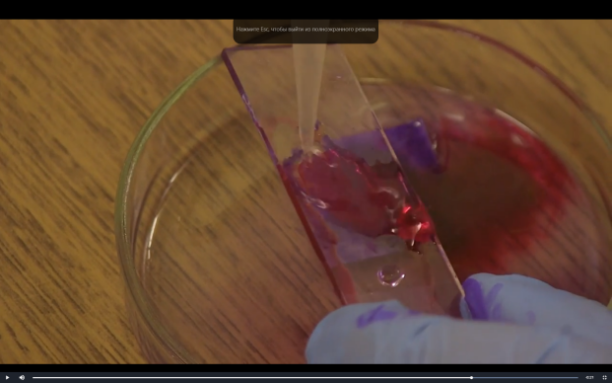 Нажмите Esc, чтобы выйти из полноэкранного режима